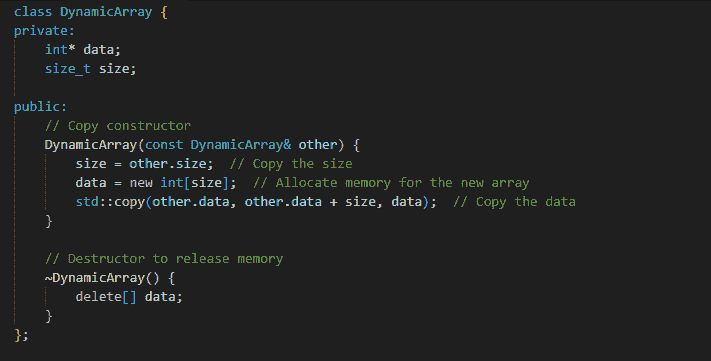 class DynamicArray {
private:
    int* data;
    size_t size;

public:
    // Copy constructor
    DynamicArray(const DynamicArray& other) {
        size = other.size;  // Copy the size
        data = new int[size];  // Allocate memory for the new array
        std::copy(other.data, other.data + size, data);  // Copy the data
    }

    // Destructor to release memory
    ~DynamicArray() {
        delete[] data;
    }
};